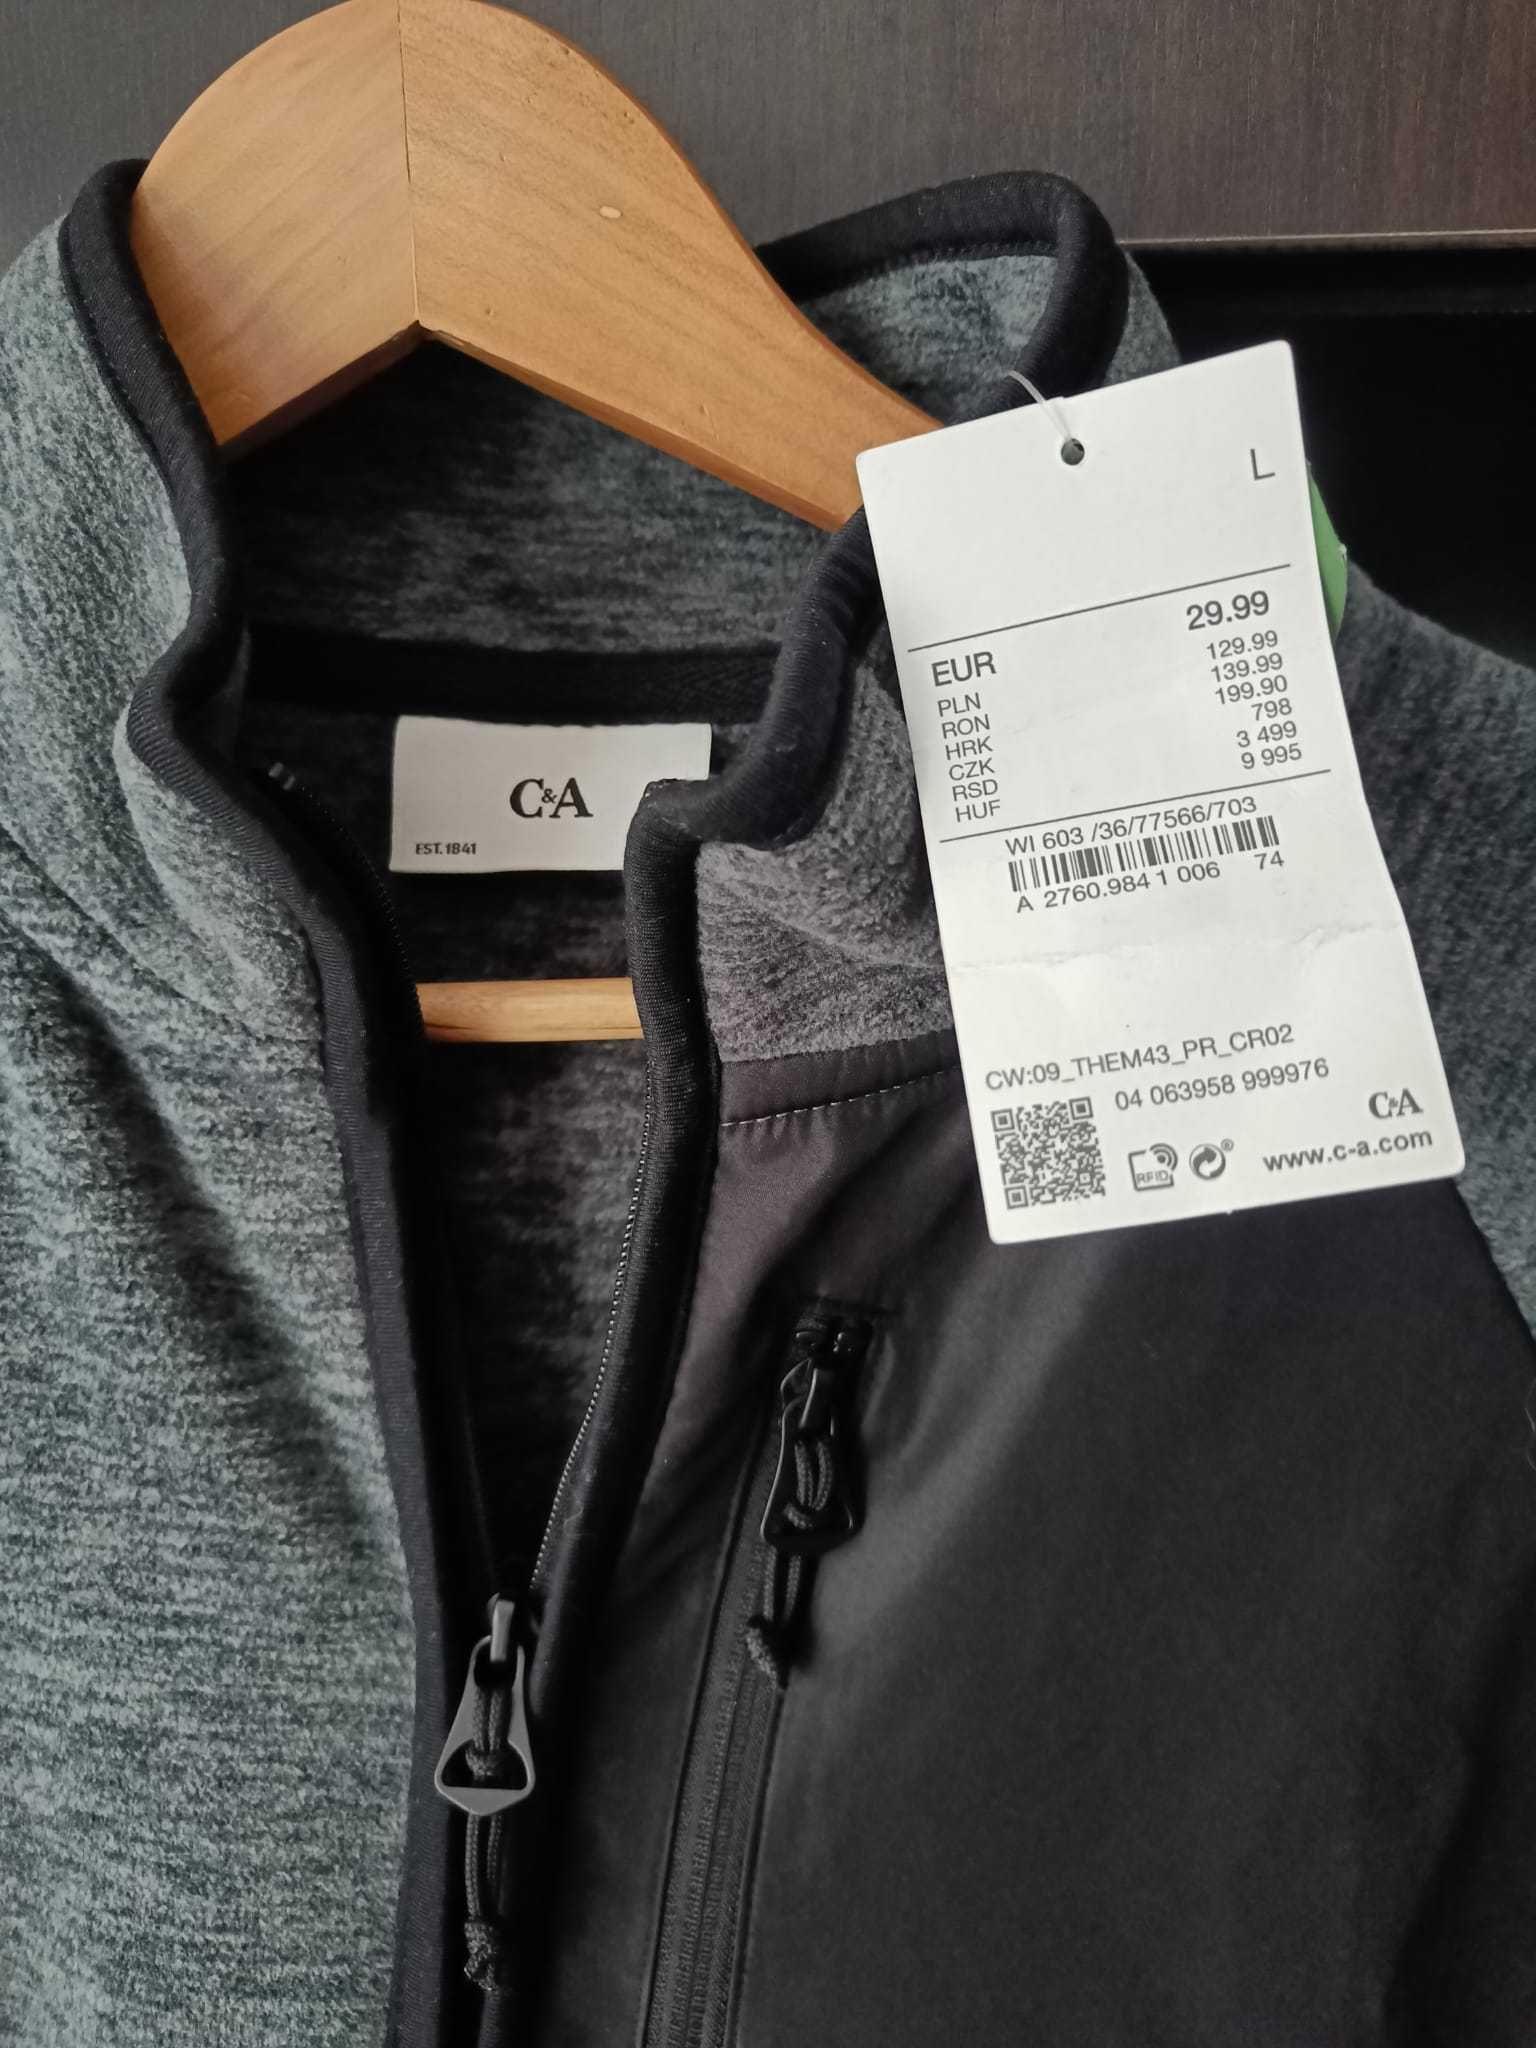 L
29.99
EUR 129.99
PLN 139.99
RON 199.90
HRK 798
CZK 3 499
RSD 9 995
HUF
WI 603 /36/77566/703
A 2760.984 1 006 74
C&A
EST. 1841
CW:09_THEM43_PR_CR02
04 063958 999976
C&A
RFID
www.c-a.com